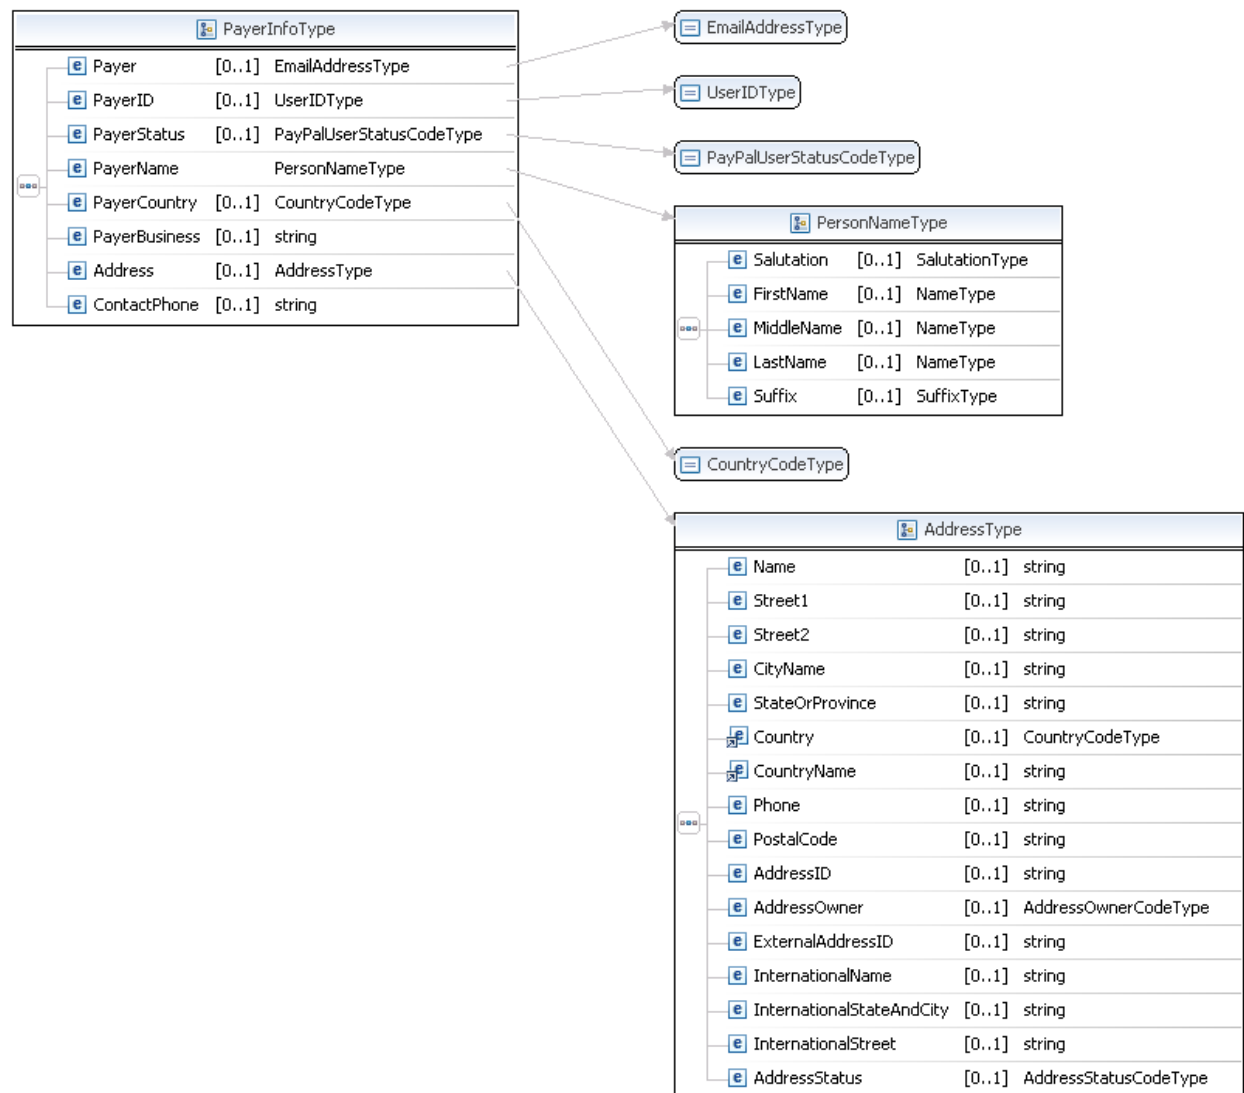 PayerInfoType
Payer [0..1] EmailAddressType
PayerID [0..1] UserIDType
PayerStatus [0..1] PayPalUserStatusCodeType
PayerName PersonNameType
PayerCountry [0..1] CountryCodeType
PayerBusiness [0..1] string
Address [0..1] AddressType
ContactPhone [0..1] string
EmailAddressType
UserIDType
PayPalUserStatusCodeType
PersonNameType
Salutation [0..1] SalutationType
FirstName [0..1] NameType
MiddleName [0..1] NameType
LastName [0..1] NameType
Suffix [0..1] SuffixType
CountryCodeType
AddressType
Name [0..1] string
Street1 [0..1] string
Street2 [0..1] string
CityName [0..1] string
StateOrProvince [0..1] string
Country [0..1] CountryCodeType
CountryName [0..1] string
Phone [0..1] string
PostalCode [0..1] string
AddressID [0..1] string
AddressOwner [0..1] AddressOwnerCodeType
ExternalAddressID [0..1] string
InternationalName [0..1] string
InternationalStateAndCity [0..1] string
InternationalStreet [0..1] string
AddressStatus [0..1] AddressStatusCodeType